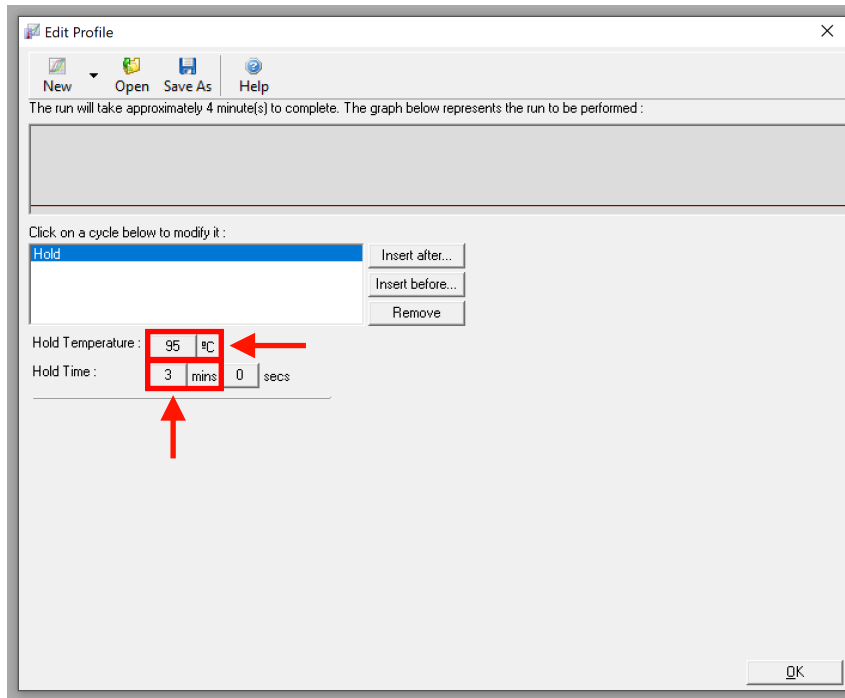 Edit Profile
New Open Save As Help
The run will take approximately 4 minute(s) to complete. The graph below represents the run to be performed :
Click on a cycle below to modify it :
Hold
Insert after...
Insert before...
Remove
Hold Temperature : 95 ºC
Hold Time : 3 mins 0 secs
OK